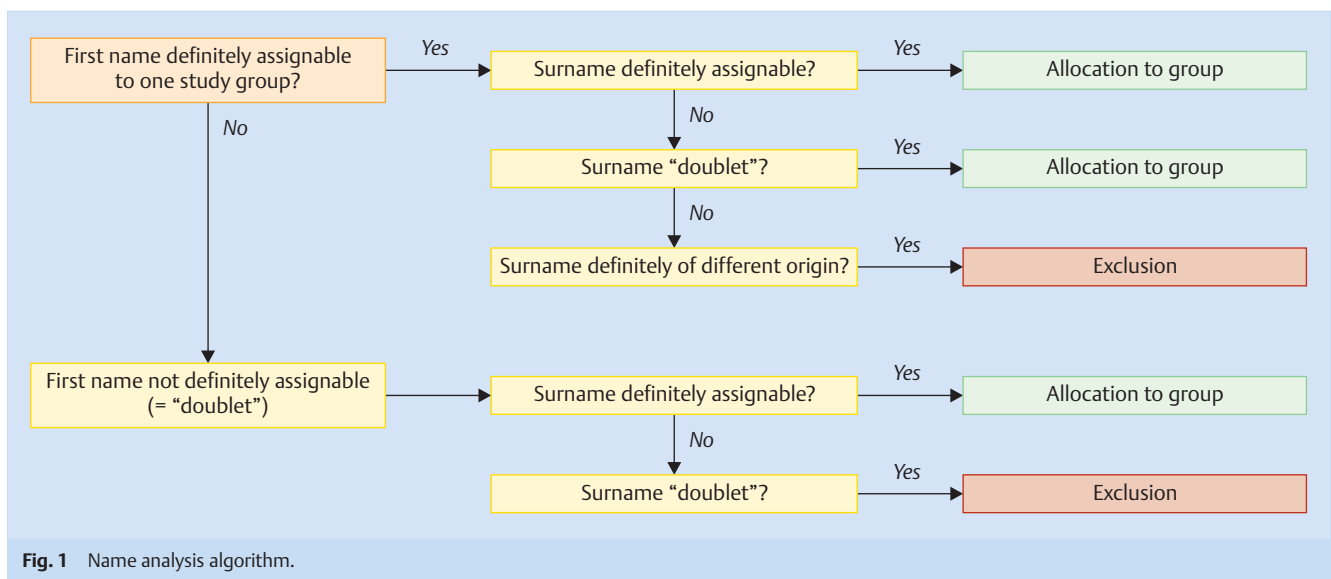 First name definitely assignable
to one study group?
Yes
Surname definitely assignable?
Yes
Allocation to group
No
No
Surname “doublet”?
Yes
Allocation to group
No
Surname definitely of different origin?
Yes
Exclusion
First name not definitely assignable
(= “doublet”)
Surname definitely assignable?
Yes
Allocation to group
No
Surname “doublet”?
Yes
Exclusion
Fig. 1 Name analysis algorithm.